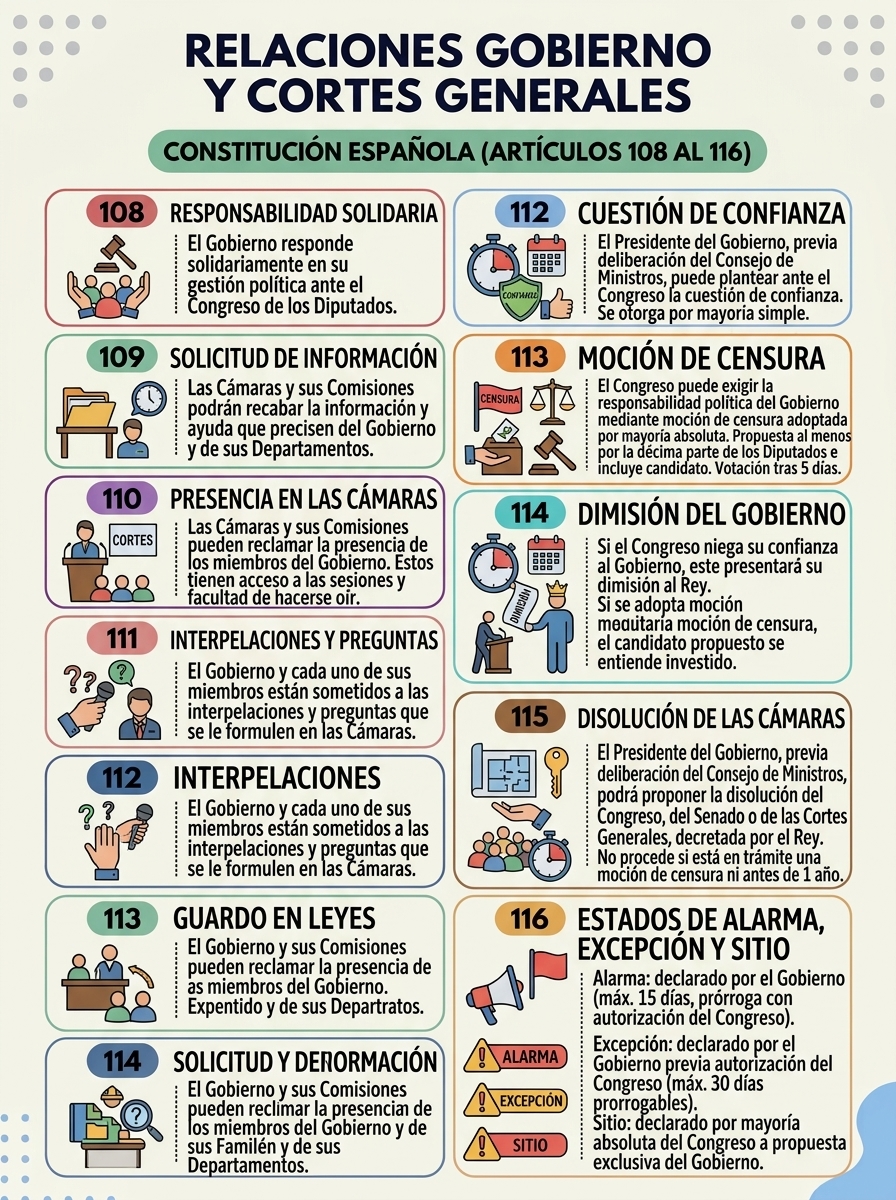 RELACIONES GOBIERNO
Y CORTES GENERALES
CONSTITUCIÓN ESPAÑOLA (ARTÍCULOS 108 AL 116)
108 RESPONSABILIDAD SOLIDARIA
El Gobierno responde
solidariamente en su
gestión política ante el
Congreso de los Diputados.
109 SOLICITUD DE INFORMACIÓN
Las Cámaras y sus Comisiones
podrán recabar la información y
ayuda que precisen del Gobierno
y de sus Departamentos.
110 PRESENCIA EN LAS CÁMARAS
CORTES
Las Cámaras y sus Comisiones
pueden reclamar la presencia de
los miembros del Gobierno. Estos
tienen acceso a las sesiones y
facultad de hacerse oír.
111 INTERPELACIONES Y PREGUNTAS
El Gobierno y cada uno de sus
miembros están sometidos a las
interpelaciones y preguntas que
se le formulen en las Cámaras.
112 INTERPELACIONES
El Gobierno y cada uno de sus
miembros están sometidos a las
interpelaciones y preguntas que
se le formulen en las Cámaras.
113 GUARDO EN LEYES
El Gobierno y sus Comisiones
pueden reclamar la presencia de
as miembros del Gobierno.
Expentido y de sus Departratos.
114 SOLICITUD Y DEFORMACIÓN
El Gobierno y sus Comisiones
pueden reclimar la presencia de
los miembros del Gobierno y de
sus Familén y de sus
Departamentos.
112 CUESTIÓN DE CONFIANZA
El Presidente del Gobierno, previa
deliberación del Consejo de
Ministros, puede plantear ante el
Congreso la cuestión de confianza.
Se otorga por mayoría simple.
113 MOCIÓN DE CENSURA
CENSURA
El Congreso puede exigir la
responsabilidad política del Gobierno
mediante moción de censura adoptada
por mayoría absoluta. Propuesta al menos
por la décima parte de los Diputados e
incluye candidato. Votación tras 5 días.
114 DIMISIÓN DEL GOBIERNO
Si el Congreso niega su confianza
al Gobierno, este presentará su
dimisión al Rey.
Si se adopta moción
moción de censura,
el candidato propuesto se
entiende investido.
115 DISOLUCIÓN DE LAS CÁMARAS
El Presidente del Gobierno, previa
deliberación del Consejo de Ministros,
podrá proponer la disolución del
Congreso, del Senado o de las Cortes
Generales, decretada por el Rey.
No procede si está en trámite una
moción de censura ni antes de 1 año.
116 ESTADOS DE ALARMA,
EXCEPCIÓN Y SITIO
Alarma: declarado por el Gobierno
(máx. 15 días, prórroga con
autorización del Congreso).
Excepción: declarado por el
Gobierno previa autorización del
Congreso (máx. 30 días
prorrogables).
Sitio: declarado por mayoría
absoluta del Congreso a propuesta
exclusiva del Gobierno.
ALARMA
EXCEPCIÓN
SITIO